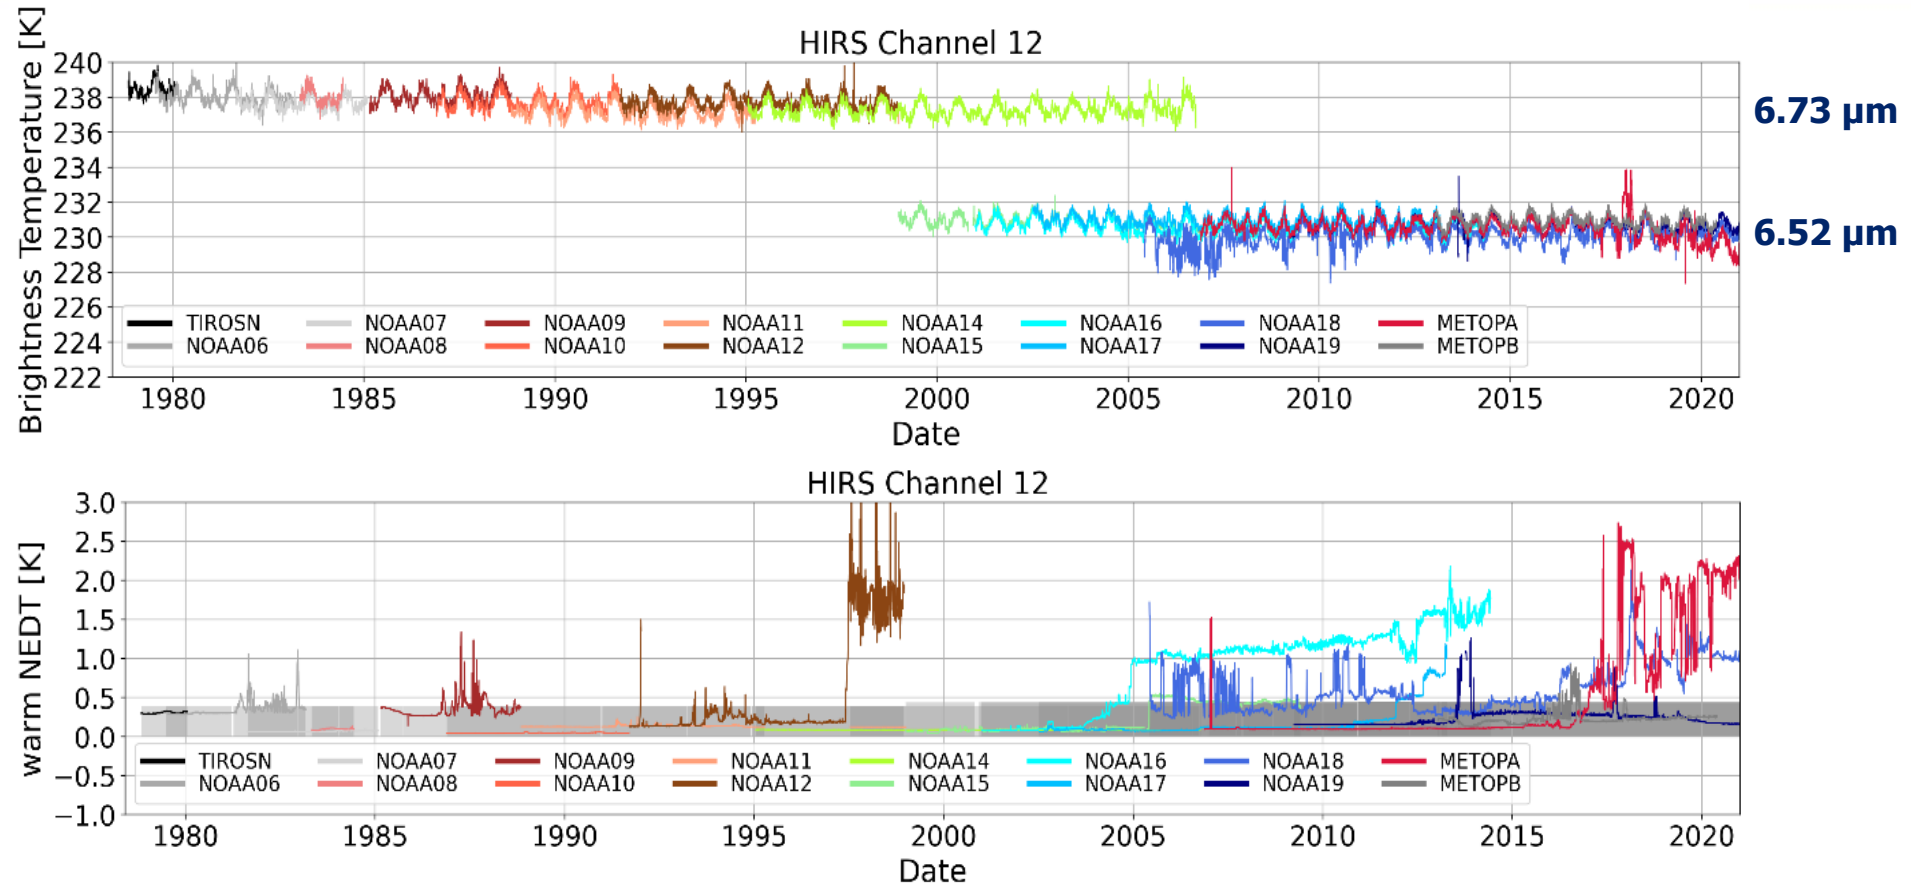 HIRS Channel 12
Brightness Temperature [K]
240
238
236
234
232
230
228
226
224
222
6.73 µm
6.52 µm
TIROSN NOAA07 NOAA09 NOAA11 NOAA14 NOAA16 NOAA18 METOPA
NOAA06 NOAA08 NOAA10 NOAA12 NOAA15 NOAA17 NOAA19 METOPB
1980 1985 1990 1995 2000 2005 2010 2015 2020
Date
HIRS Channel 12
warm NEDT [K]
3.0
2.5
2.0
1.5
1.0
0.5
0.0
−0.5
−1.0
TIROSN NOAA07 NOAA09 NOAA11 NOAA14 NOAA16 NOAA18 METOPA
NOAA06 NOAA08 NOAA10 NOAA12 NOAA15 NOAA17 NOAA19 METOPB
1980 1985 1990 1995 2000 2005 2010 2015 2020
Date